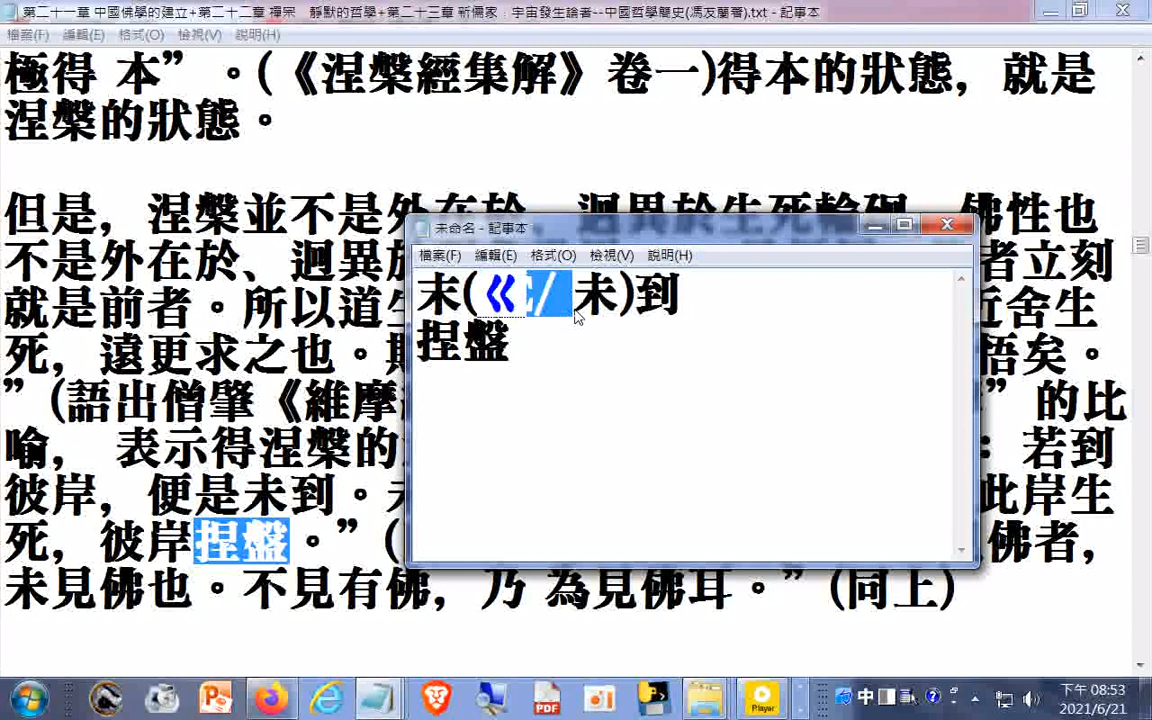 第二十一章 中國佛學的建立+第二十二章 禪宗 靜默的哲學+第二十三章 新儒家：宇宙發生論者--中國哲學簡史(馮友蘭著).txt - 記事本
檔案(F) 編輯(E) 格式(O) 檢視(V) 說明(H)
極得 本”。(《涅槃經集解》卷一)得本的狀態，就是
涅槃的狀態。
但是，涅槃並不是外在於、迥異於生死輪迴，佛性也
不是外在於、迥異於
者立刻
就是前者。所以道生
近舍生
死，遠更求之也。
悟矣。
”(語出僧肇《維摩
”的比
喻，表示得涅槃的
：若到
彼岸，便是未到。
此岸生
死，彼岸捏盤。”(
佛者，
未見佛也。不見有佛，乃 為見佛耳。”(同上)
未命名 - 記事本
檔案(F) 編輯(E) 格式(O) 檢視(V) 說明(H)
末(ㄍ / 未)到
捏盤
PDF
Player
中
下午 08:53
2021/6/21